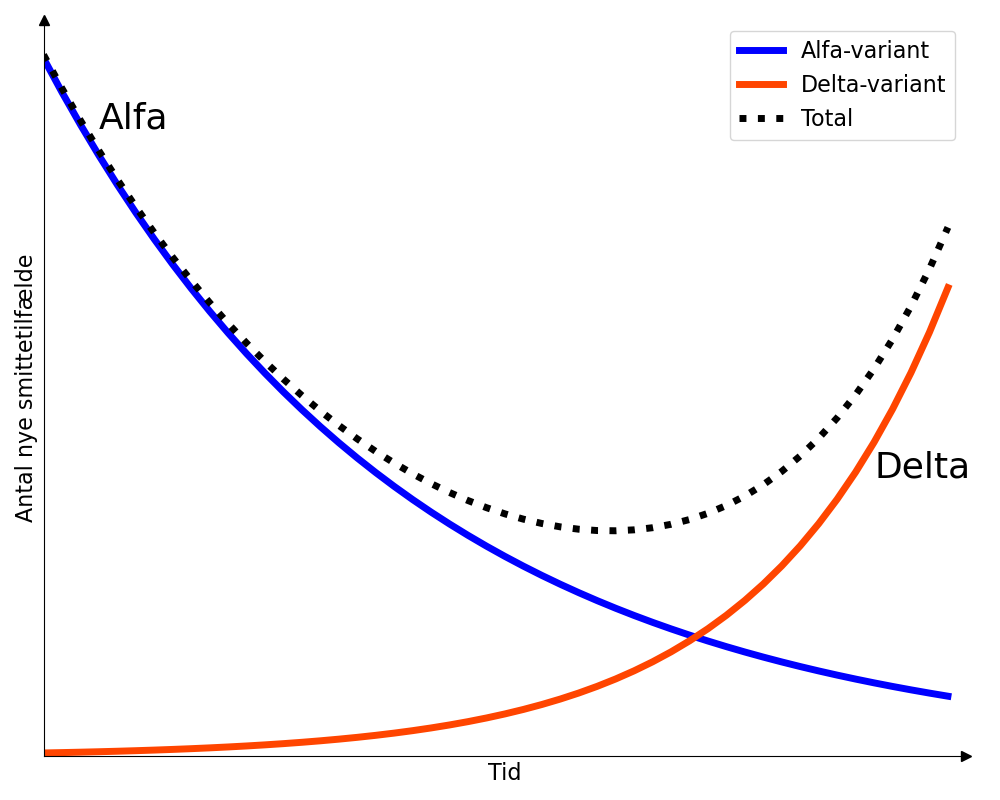 Alfa-variant
Delta-variant
Total
Alfa
Delta
Antal nye smittetilfælde
Tid